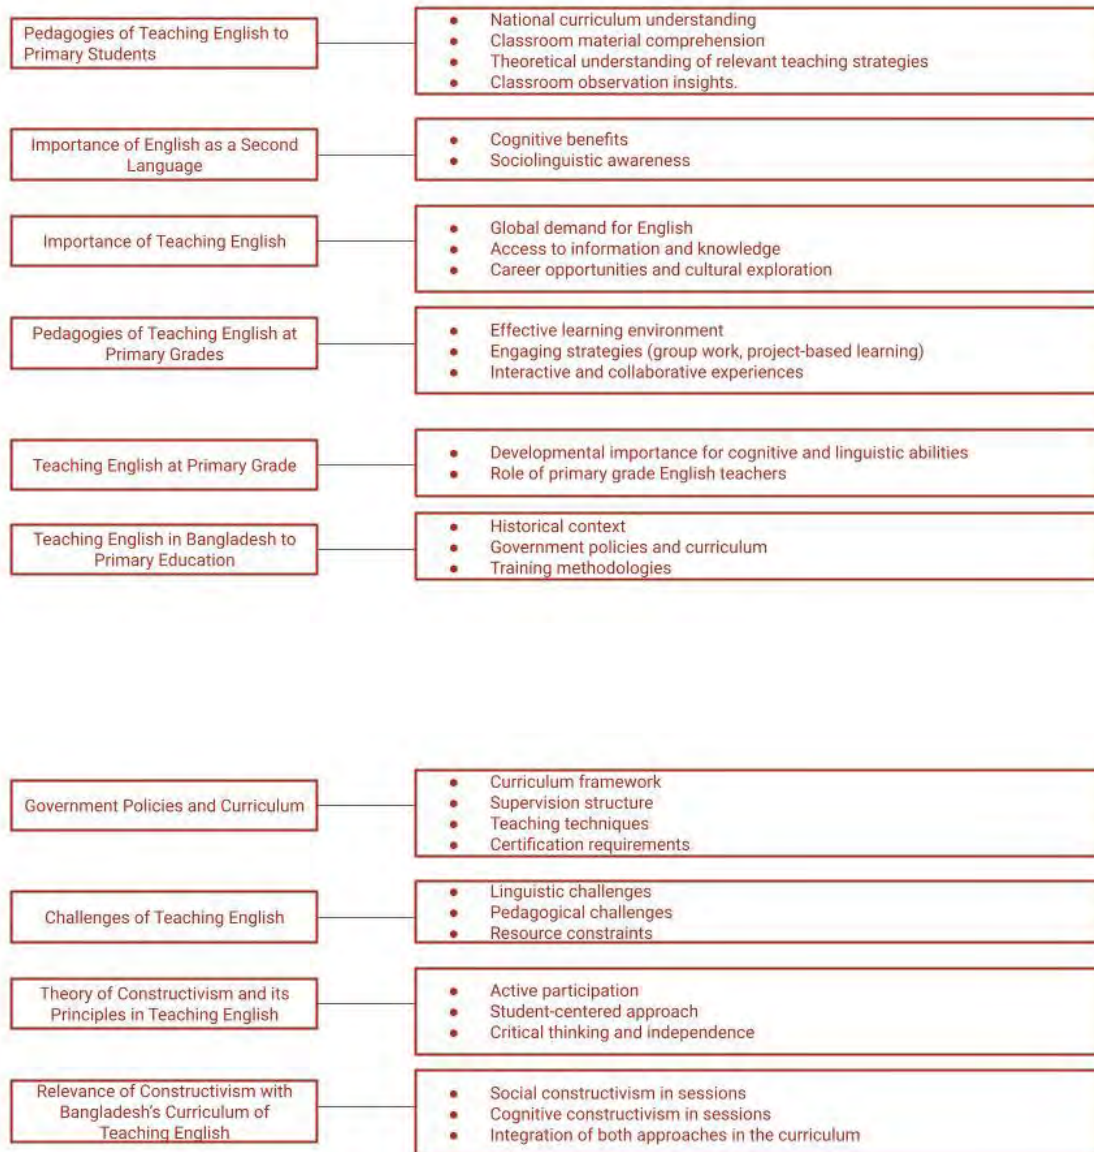 Pedagogies of Teaching English to
Primary Students
● National curriculum understanding
● Classroom material comprehension
● Theoretical understanding of relevant teaching strategies
● Classroom observation insights.
Importance of English as a Second
Language
● Cognitive benefits
● Sociolinguistic awareness
Importance of Teaching English
● Global demand for English
● Access to information and knowledge
● Career opportunities and cultural exploration
Pedagogies of Teaching English at
Primary Grades
● Effective learning environment
● Engaging strategies (group work, project-based learning)
● Interactive and collaborative experiences
Teaching English at Primary Grade
● Developmental importance for cognitive and linguistic abilities
● Role of primary grade English teachers
Teaching English in Bangladesh to
Primary Education
● Historical context
● Government policies and curriculum
● Training methodologies
Government Policies and Curriculum
● Curriculum framework
● Supervision structure
● Teaching techniques
● Certification requirements
Challenges of Teaching English
● Linguistic challenges
● Pedagogical challenges
● Resource constraints
Theory of Constructivism and its
Principles in Teaching English
● Active participation
● Student-centered approach
● Critical thinking and independence
Relevance of Constructivism with
Bangladesh's Curriculum of
Teaching English
● Social constructivism in sessions
● Cognitive constructivism in sessions
● Integration of both approaches in the curriculum